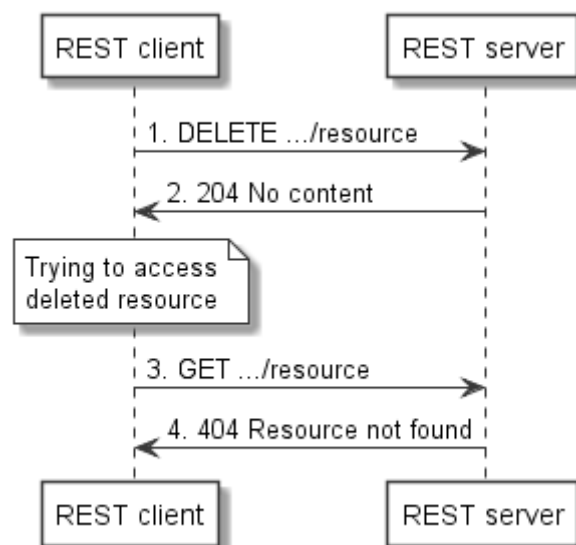 REST client
REST server
1. DELETE .../resource
2. 204 No content
Trying to access
deleted resource
3. GET .../resource
4. 404 Resource not found
REST client
REST server